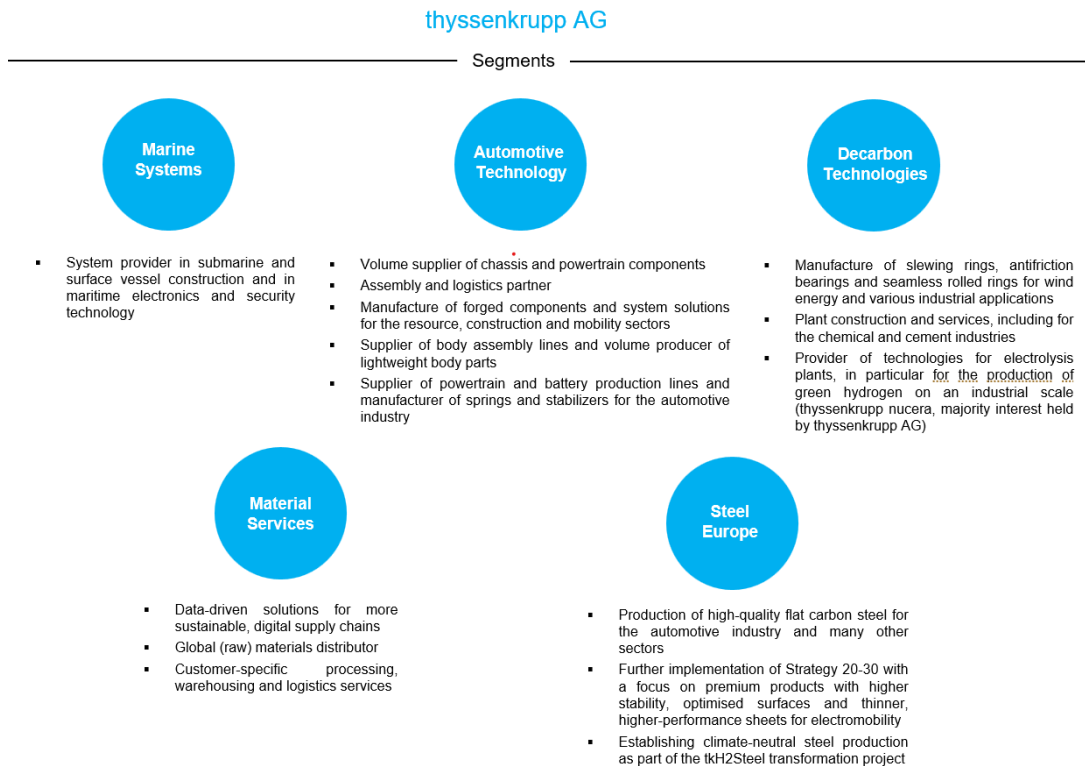 thyssenkrupp AG
Segments
Marine
Systems
Automotive
Technology
Decarbon
Technologies
▪ System provider in submarine and
surface vessel construction and in
maritime electronics and security
technology
▪ Volume supplier of chassis and powertrain components
▪ Assembly and logistics partner
▪ Manufacture of forged components and system solutions
for the resource, construction and mobility sectors
▪ Supplier of body assembly lines and volume producer of
lightweight body parts
▪ Supplier of powertrain and battery production lines and
manufacturer of springs and stabilizers for the automotive
industry
▪ Manufacture of slewing rings, antifriction
bearings and seamless rolled rings for wind
energy and various industrial applications
▪ Plant construction and services, including for
the chemical and cement industries
▪ Provider of technologies for electrolysis
plants, in particular for the production of
green hydrogen on an industrial scale
(thyssenkrupp nucera, majority interest held
by thyssenkrupp AG)
Material
Services
Steel
Europe
▪ Data-driven solutions for more
sustainable, digital supply chains
▪ Global (raw) materials distributor
▪ Customer-specific processing,
warehousing and logistics services
▪ Production of high-quality flat carbon steel for
the automotive industry and many other
sectors
▪ Further implementation of Strategy 20-30 with
a focus on premium products with higher
stability, optimised surfaces and thinner,
higher-performance sheets for electromobility
▪ Establishing climate-neutral steel production
as part of the tkH2Steel transformation project